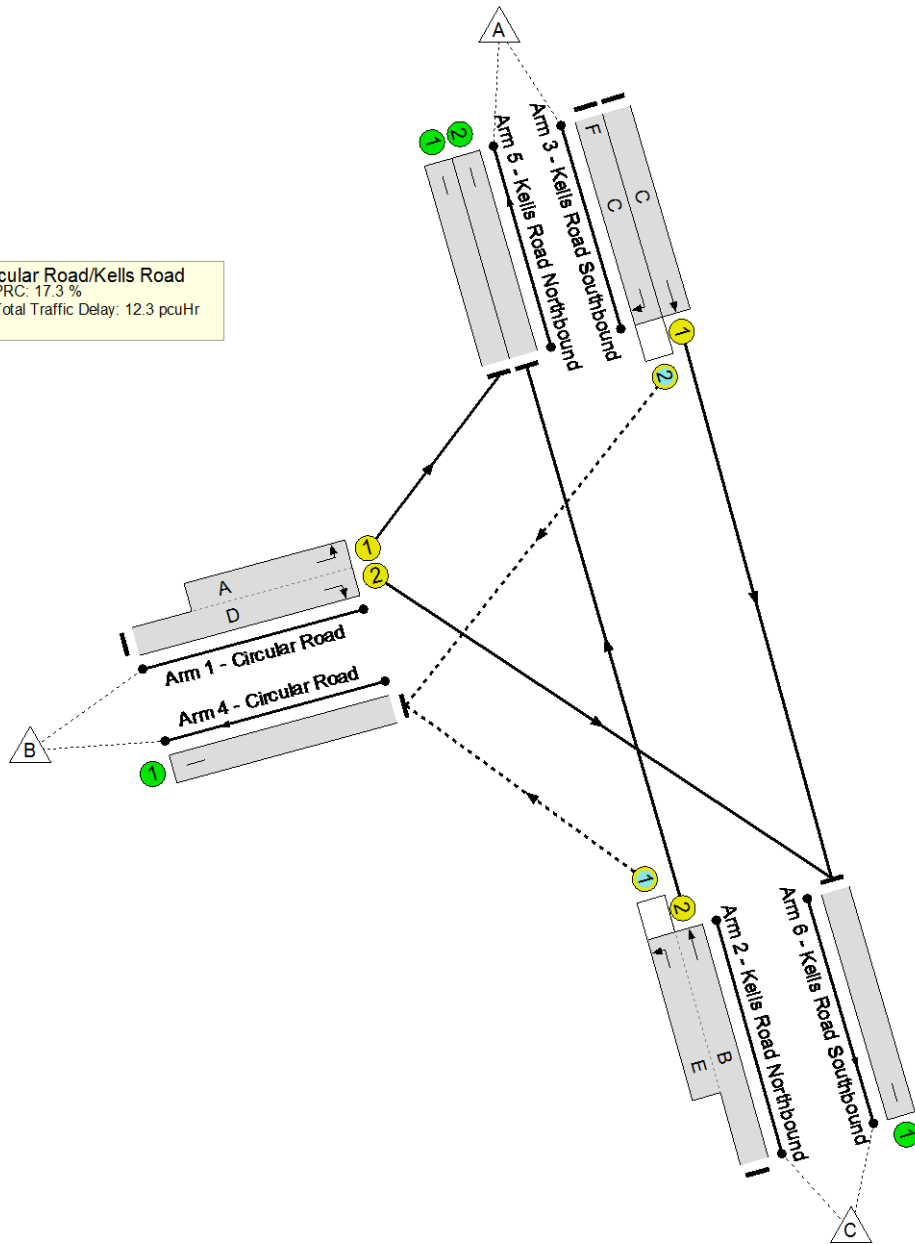 A
Arm 3 - Kells Road Southbound
F
C
C
1
2
Arm 5 - Kells Road Northbound
1
2
cular Road/Kells Road
PRC: 17.3 %
Total Traffic Delay: 12.3 pcuHr
1
2
A
D
Arm 1 - Circular Road
Arm 4 - Circular Road
B
1
1
2
Arm 2 - Kells Road Northbound
B
E
Arm 6 - Kells Road Southbound
1
C